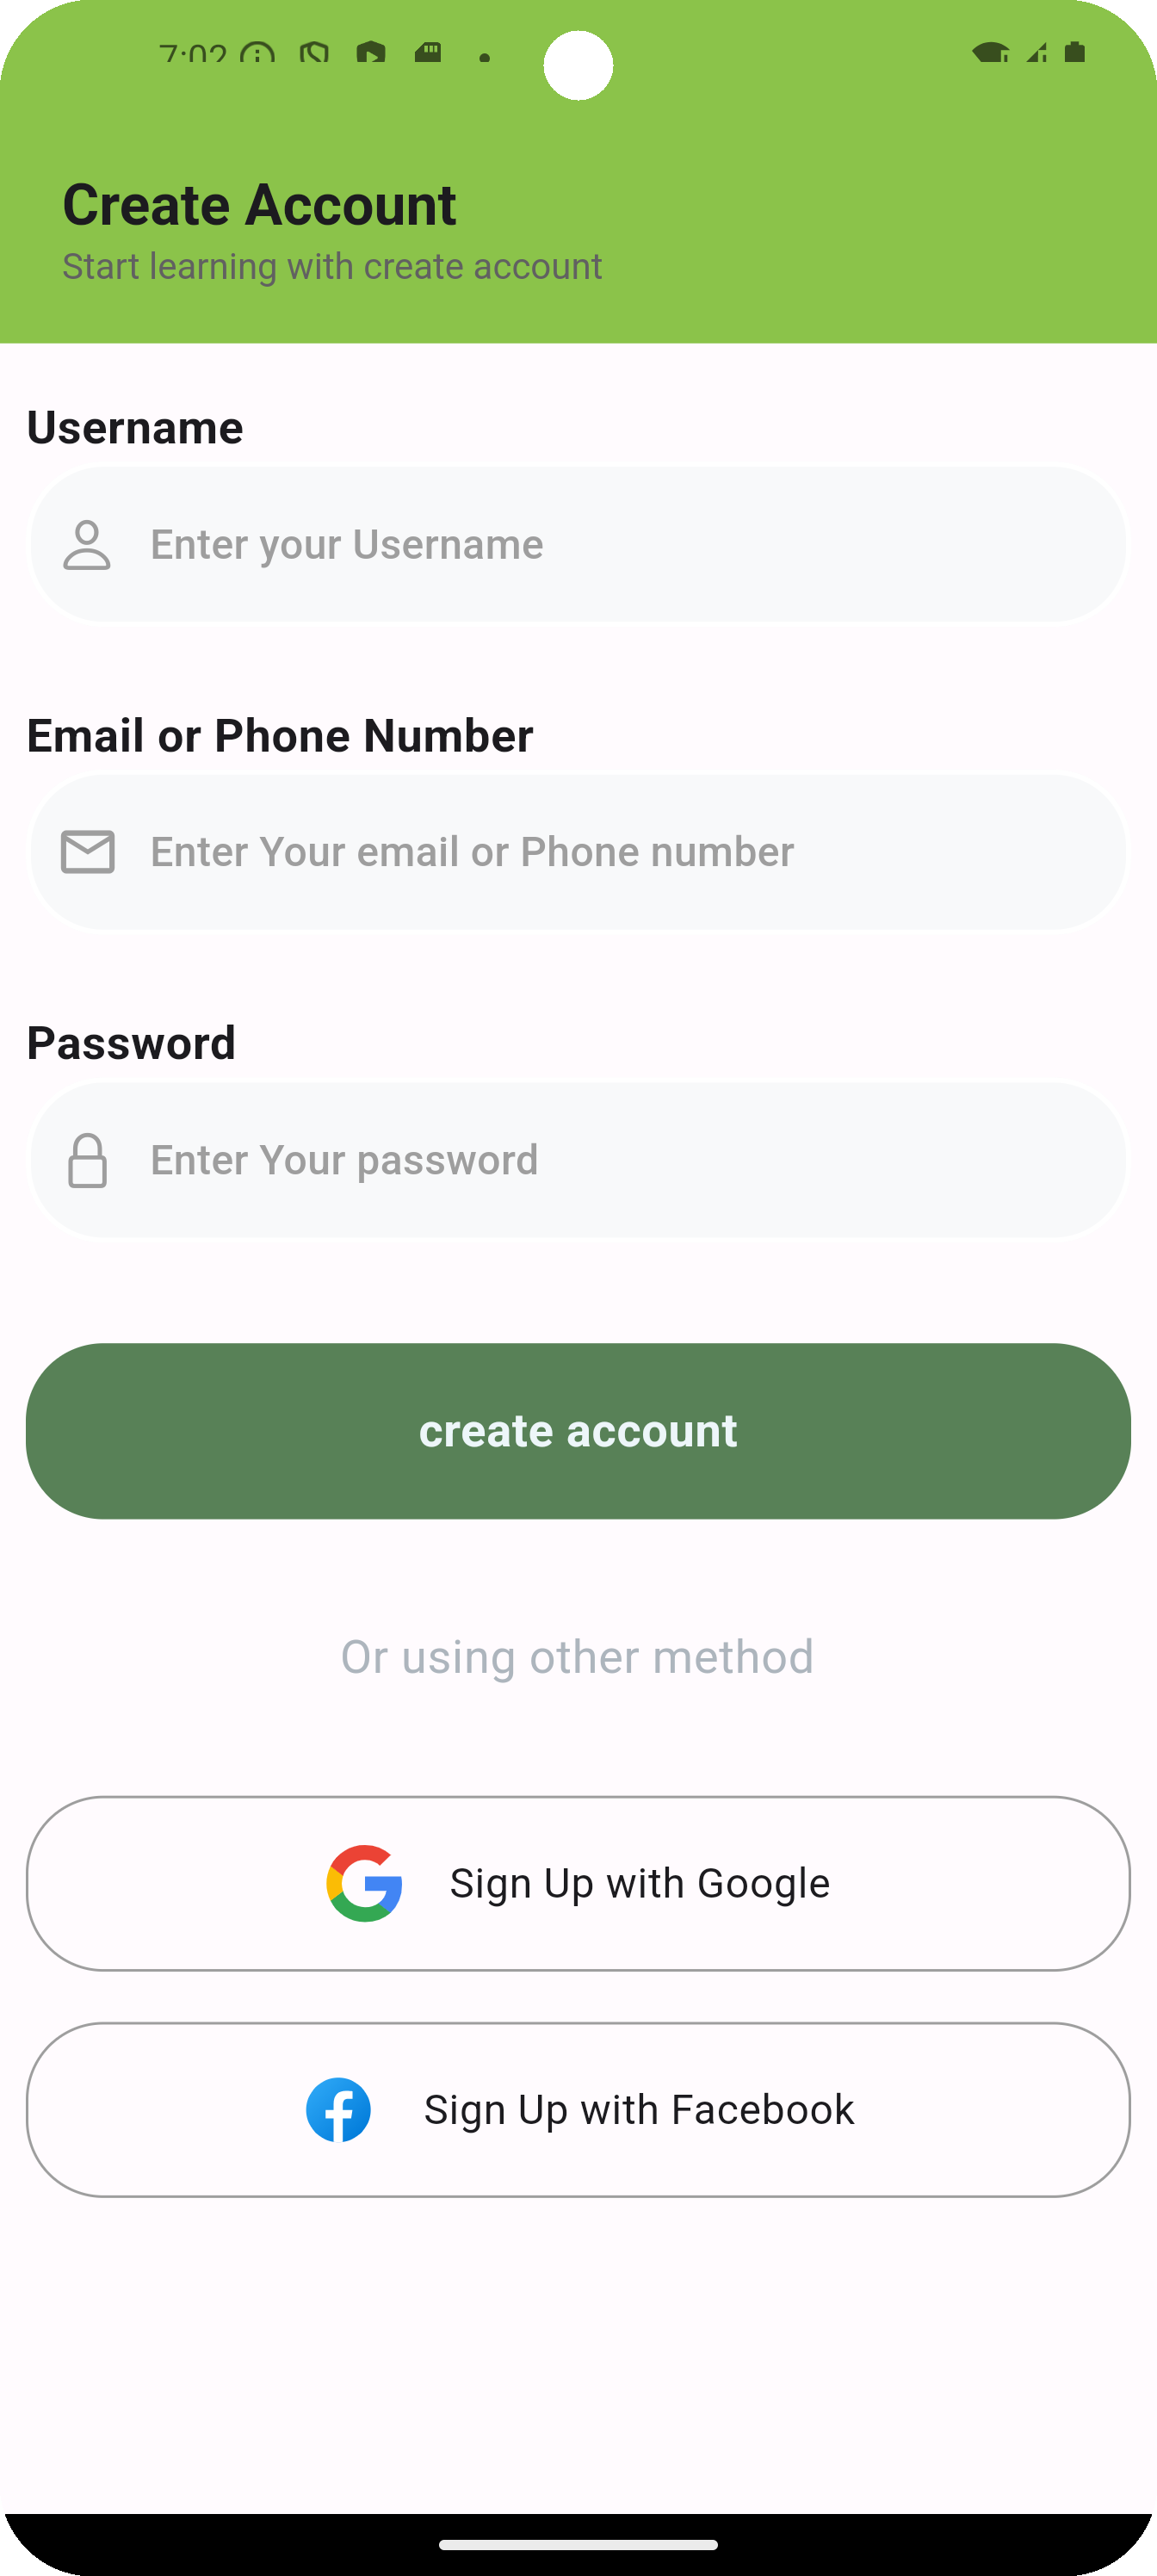 7:02
Create Account
Start learning with create account
Username
Enter your Username
Email or Phone Number
Enter Your email or Phone number
Password
Enter Your password
create account
Or using other method
Sign Up with Google
Sign Up with Facebook